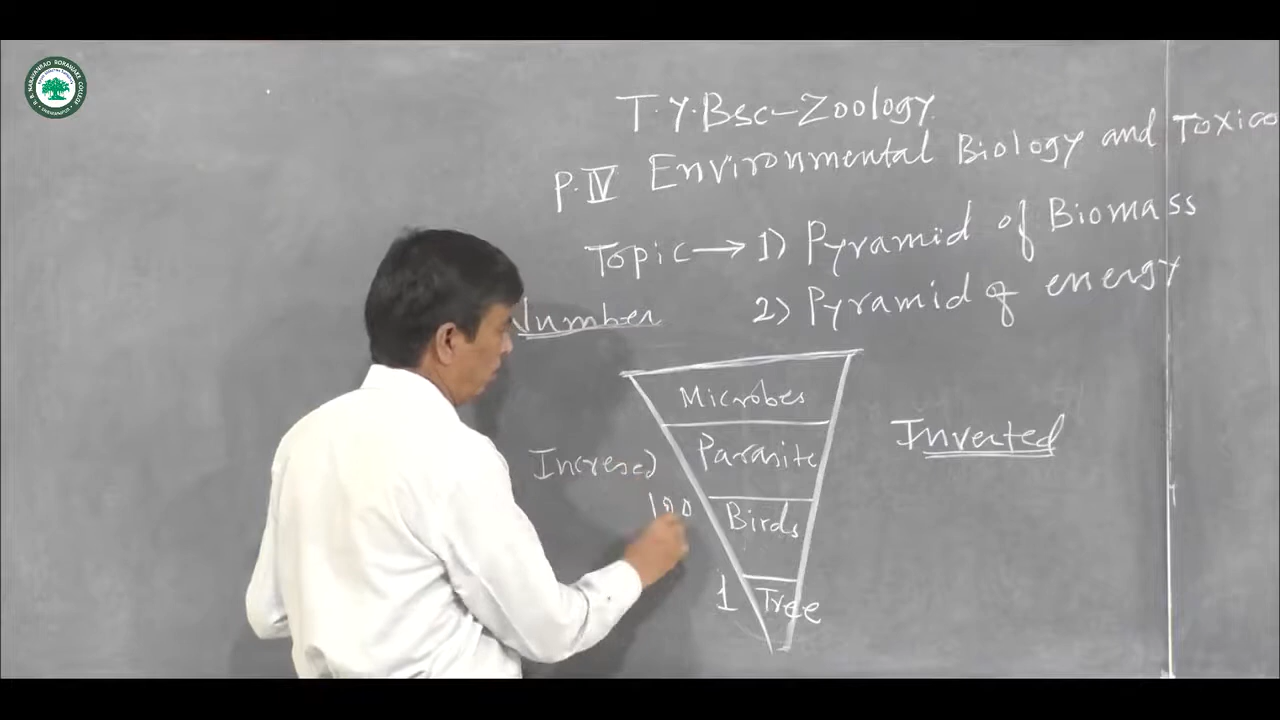 T.Y.Bsc-Zoology
P.IV Environmental Biology and Toxico
Topic → 1) Pyramid of Biomass
2) Pyramid of energy
Number
Microbes
Parasite
Inverted
Incresed
100
Birds
1 Tree